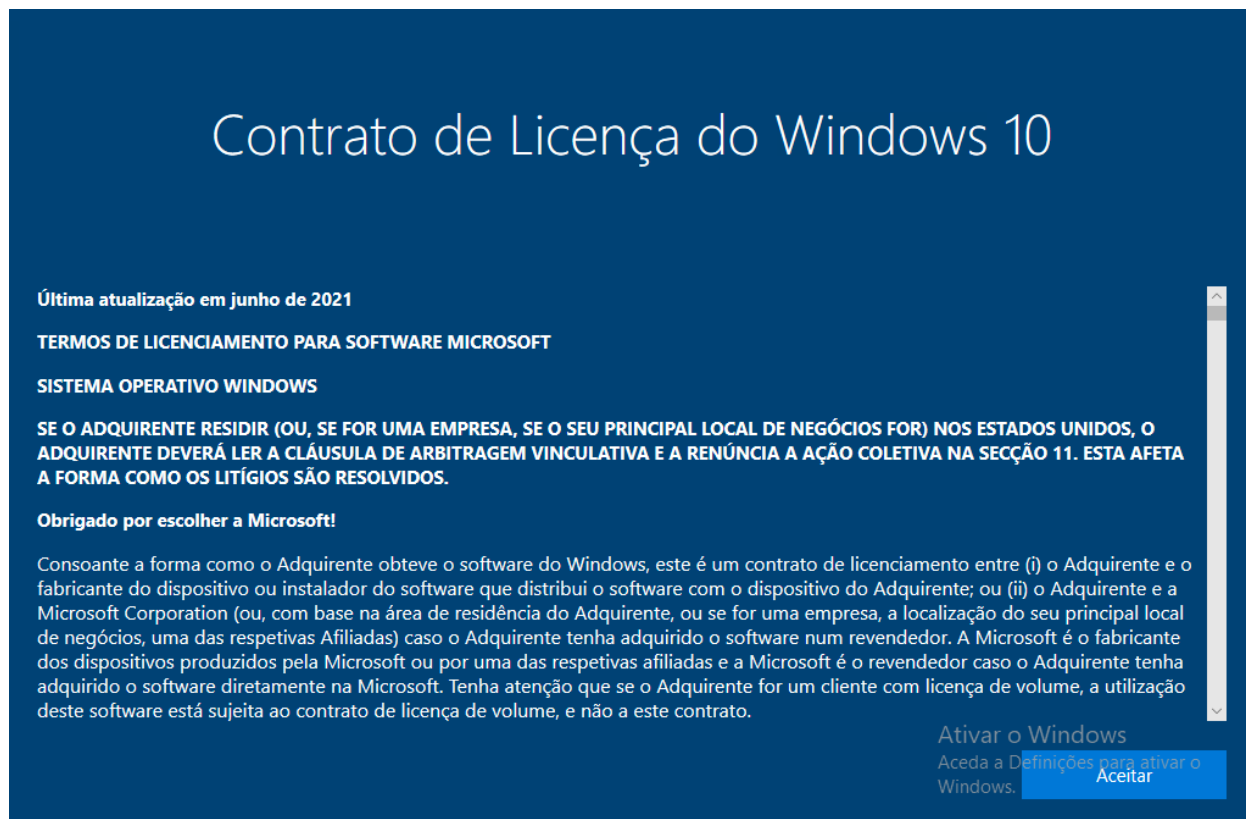 Contrato de Licença do Windows 10
Última atualização em junho de 2021
TERMOS DE LICENCIAMENTO PARA SOFTWARE MICROSOFT
SISTEMA OPERATIVO WINDOWS
SE O ADQUIRENTE RESIDIR (OU, SE FOR UMA EMPRESA, SE O SEU PRINCIPAL LOCAL DE NEGÓCIOS FOR) NOS ESTADOS UNIDOS, O
ADQUIRENTE DEVERÁ LER A CLÁUSULA DE ARBITRAGEM VINCULATIVA E A RENÚNCIA A AÇÃO COLETIVA NA SECÇÃO 11. ESTA AFETA
A FORMA COMO OS LITÍGIOS SÃO RESOLVIDOS.
Obrigado por escolher a Microsoft!
Consoante a forma como o Adquirente obteve o software do Windows, este é um contrato de licenciamento entre (i) o Adquirente e o
fabricante do dispositivo ou instalador do software que distribui o software com o dispositivo do Adquirente; ou (ii) o Adquirente e a
Microsoft Corporation (ou, com base na área de residência do Adquirente, ou se for uma empresa, a localização do seu principal local
de negócios, uma das respetivas Afiliadas) caso o Adquirente tenha adquirido o software num revendedor. A Microsoft é o fabricante
dos dispositivos produzidos pela Microsoft ou por uma das respetivas afiliadas e a Microsoft é o revendedor caso o Adquirente tenha
adquirido o software diretamente na Microsoft. Tenha atenção que se o Adquirente for um cliente com licença de volume, a utilização
deste software está sujeita ao contrato de licença de volume, e não a este contrato.
Ativar o Windows
Aceda a Definições para ativar o
Windows.
Aceitar